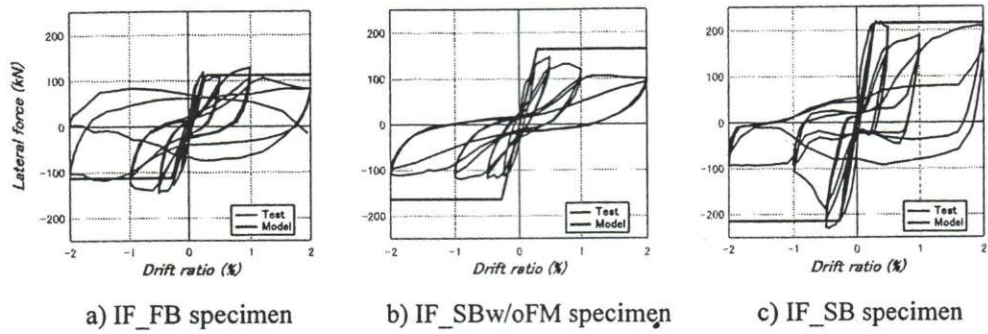 Lateral force (kN)
200
100
0
-100
-200
Test
Model
-2
-1
0
1
2
Drift ratio (%)
a) IF_FB specimen
200
100
0
-100
-200
Test
Model
-2
-1
0
1
2
Drift ratio (%)
b) IF_SBw/oFM specimen
200
100
0
-100
-200
Test
Model
-2
-1
0
1
2
Drift ratio (%)
c) IF_SB specimen